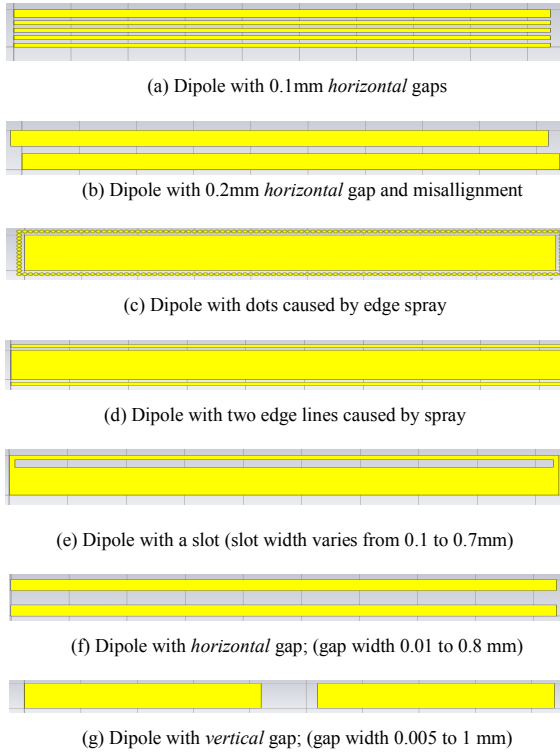 (a) Dipole with 0.1mm horizontal gaps
(b) Dipole with 0.2mm horizontal gap and misallignment
(c) Dipole with dots caused by edge spray
(d) Dipole with two edge lines caused by spray
(e) Dipole with a slot (slot width varies from 0.1 to 0.7mm)
(f) Dipole with horizontal gap; (gap width 0.01 to 0.8 mm)
(g) Dipole with vertical gap; (gap width 0.005 to 1 mm)